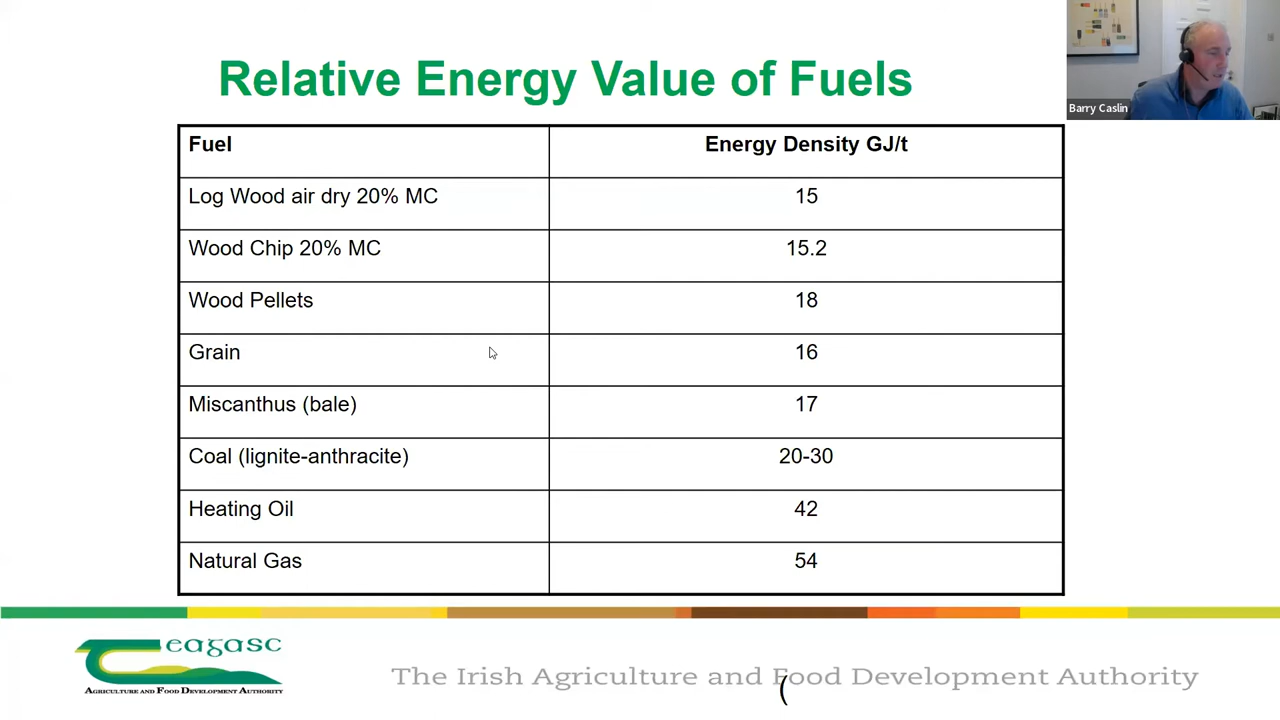 Relative Energy Value of Fuels
Barry Caslin
Fuel Energy Density GJ/t
Log Wood air dry 20% MC 15
Wood Chip 20% MC 15.2
Wood Pellets 18
Grain 16
Miscanthus (bale) 17
Coal (lignite-anthracite) 20-30
Heating Oil 42
Natural Gas 54
teagasc
AGRICULTURE AND FOOD DEVELOPMENT AUTHORITY
The Irish Agriculture and Food Development Authority
(